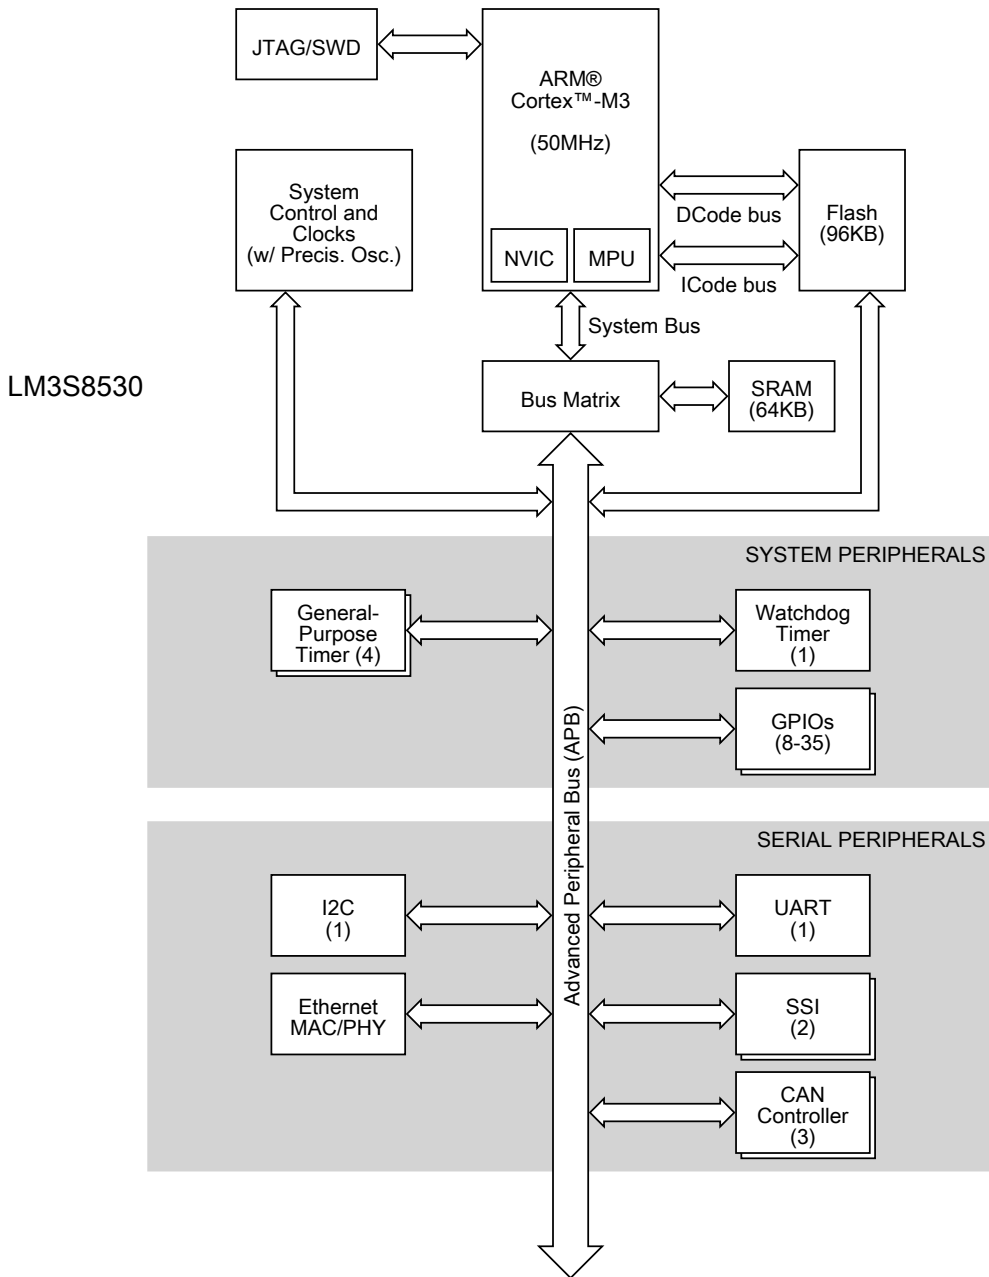 JTAG/SWD
ARM®
Cortex™-M3
(50MHz)
System
Control and
Clocks
(w/ Precis. Osc.)
DCode bus
Flash
(96KB)
NVIC
MPU
ICode bus
System Bus
LM3S8530
Bus Matrix
SRAM
(64KB)
SYSTEM PERIPHERALS
General-
Purpose
Timer (4)
Watchdog
Timer
(1)
GPIOs
(8-35)
Advanced Peripheral Bus (APB)
SERIAL PERIPHERALS
I2C
(1)
UART
(1)
Ethernet
MAC/PHY
SSI
(2)
CAN
Controller
(3)